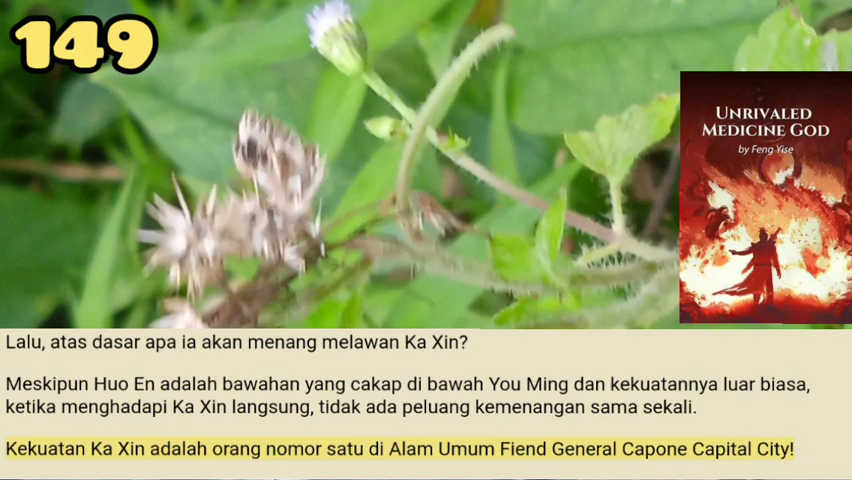 149
UNRIVALED
MEDICINE GOD
by Feng Yise
Lalu, atas dasar apa ia akan menang melawan Ka Xin?
Meskipun Huo En adalah bawahan yang cakap di bawah You Ming dan kekuatannya luar biasa,
ketika menghadapi Ka Xin langsung, tidak ada peluang kemenangan sama sekali.
Kekuatan Ka Xin adalah orang nomor satu di Alam Umum Fiend General Capone Capital City!